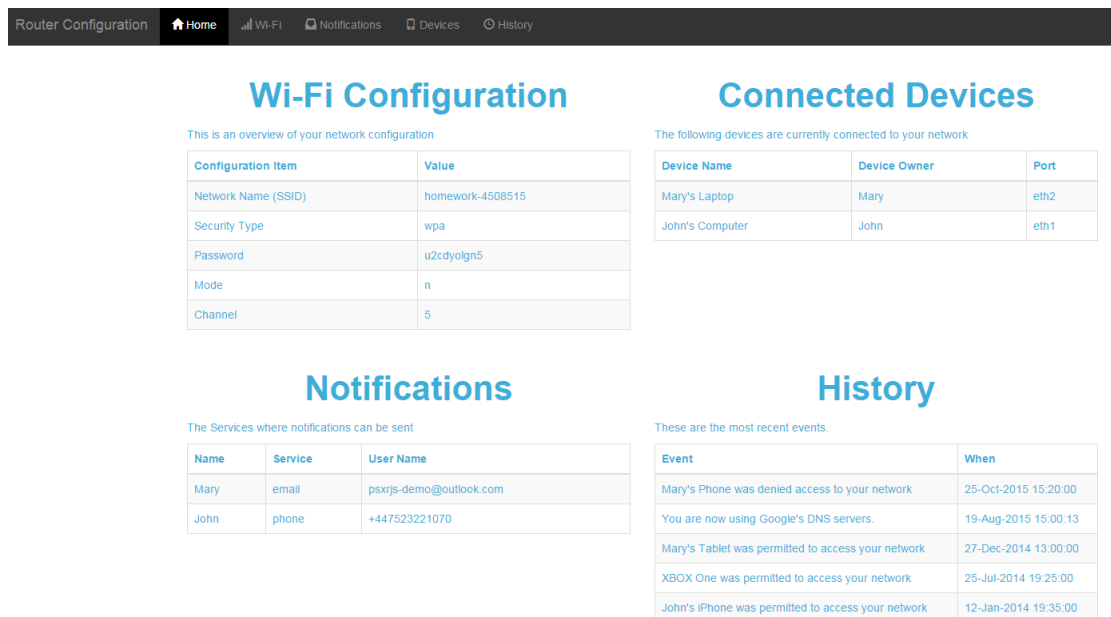 Router Configuration Home Wi-Fi Notifications Devices History
Wi-Fi Configuration
This is an overview of your network configuration
Configuration Item Value
Network Name (SSID) homework-4508515
Security Type wpa
Password u2cdyolgn5
Mode n
Channel 5
Connected Devices
The following devices are currently connected to your network
Device Name Device Owner Port
Mary's Laptop Mary eth2
John's Computer John eth1
Notifications
The Services where notifications can be sent
Name Service User Name
Mary email psxrjs-demo@outlook.com
John phone +447523221070
History
These are the most recent events.
Event When
Mary's Phone was denied access to your network 25-Oct-2015 15:20:00
You are now using Google's DNS servers. 19-Aug-2015 15:00:13
Mary's Tablet was permitted to access your network 27-Dec-2014 13:00:00
XBOX One was permitted to access your network 25-Jul-2014 19:25:00
John's iPhone was permitted to access your network 12-Jan-2014 19:35:00